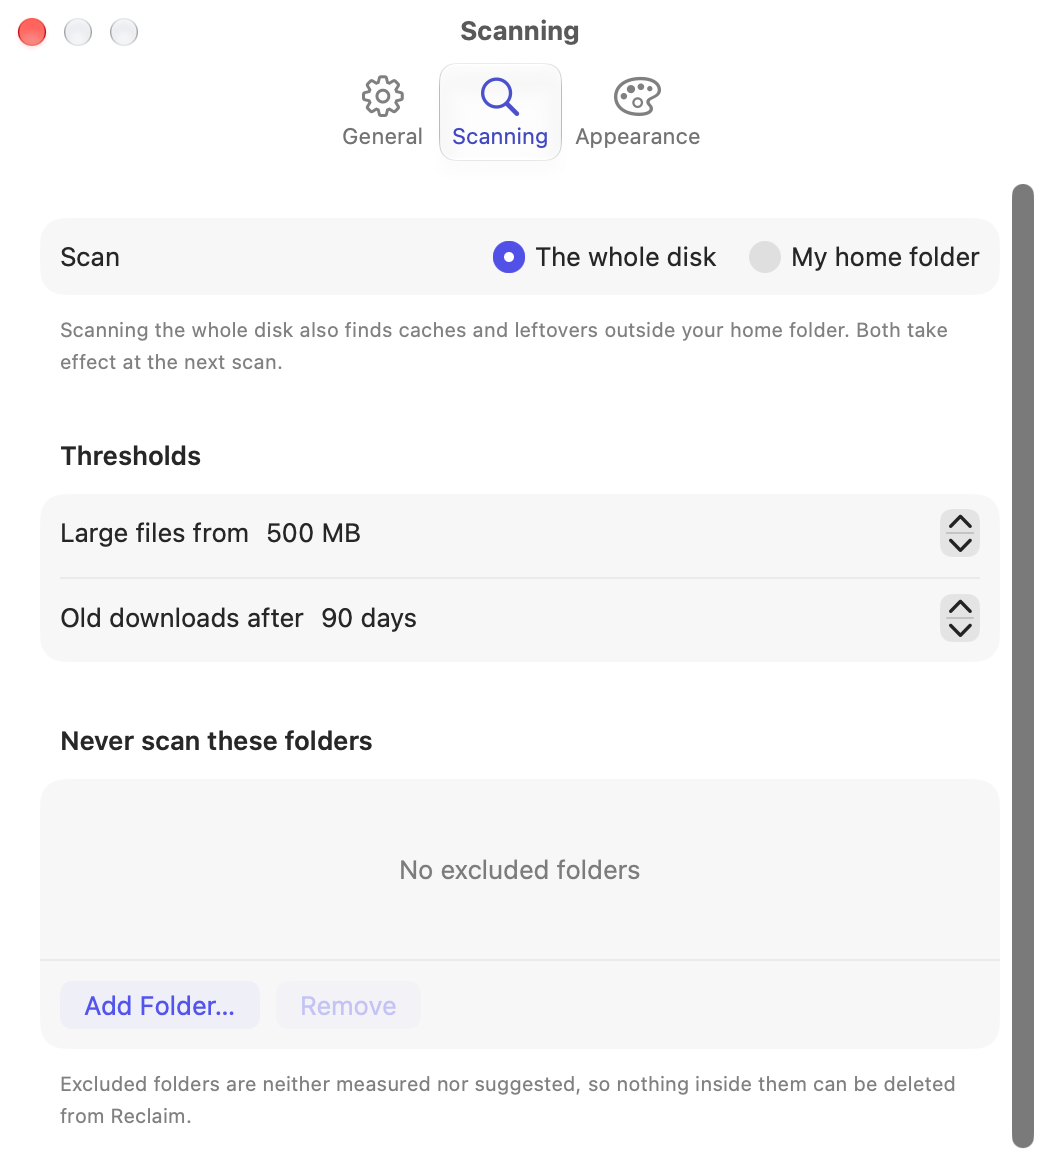 Scanning
General
Scanning
Appearance
Scan
The whole disk
My home folder
Scanning the whole disk also finds caches and leftovers outside your home folder. Both take
effect at the next scan.
Thresholds
Large files from 500 MB
Old downloads after 90 days
Never scan these folders
No excluded folders
Add Folder...
Remove
Excluded folders are neither measured nor suggested, so nothing inside them can be deleted
from Reclaim.